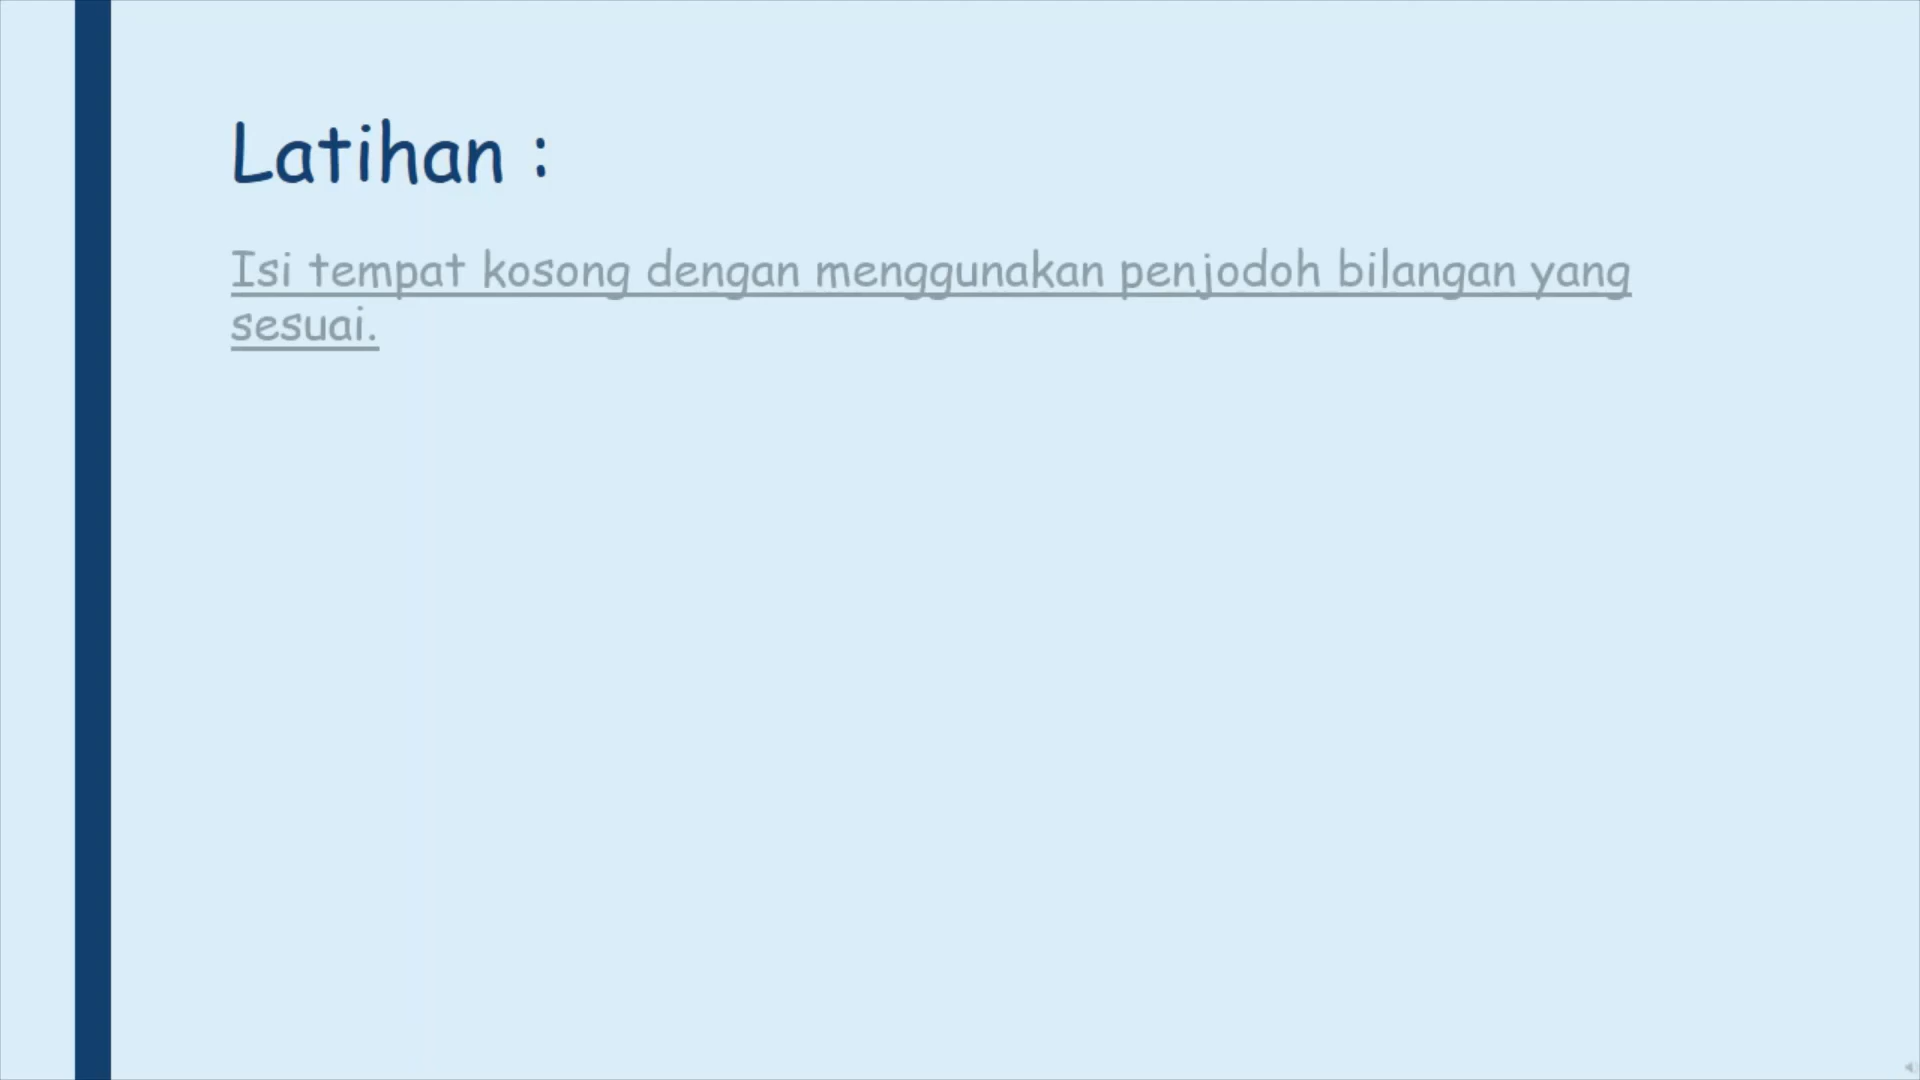 Latihan :
Isi tempat kosong dengan menggunakan penjodoh bilangan yang
sesuai.